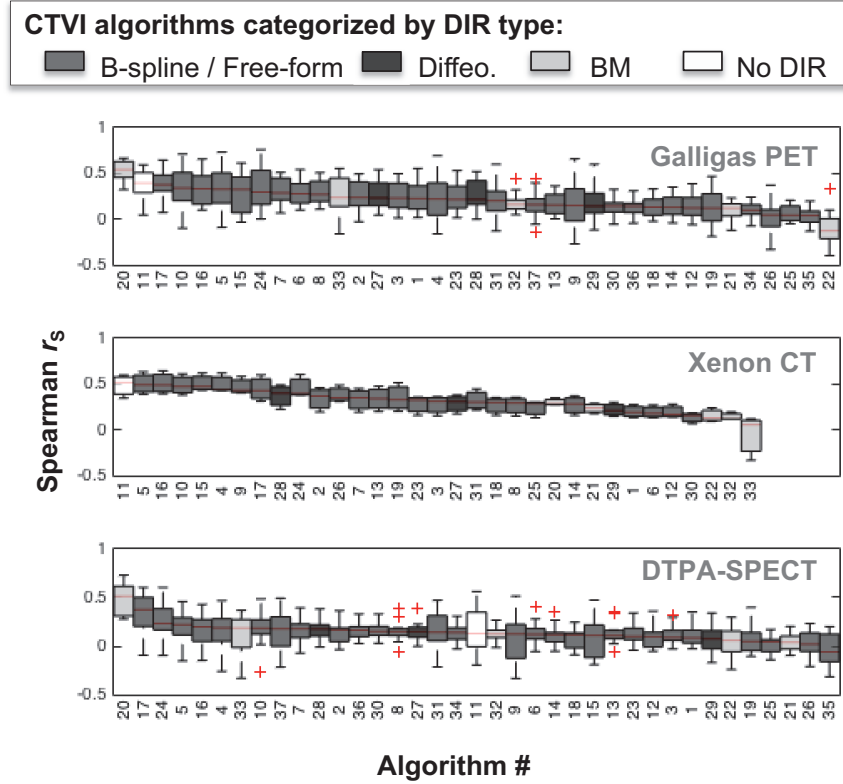 CTVI algorithms categorized by DIR type:
B-spline / Free-form Diffeo. BM No DIR
Galligas PET
1
0.5
0
-0.5
20 11 17 10 16 5 15 24 7 6 8 33 2 27 3 1 4 23 28 31 32 37 13 9 29 30 36 18 14 12 19 21 34 26 25 35 22
Spearman rs
Xenon CT
1
0.5
0
-0.5
11 5 16 10 15 4 9 17 28 24 2 26 7 13 19 23 3 27 31 18 8 25 20 14 21 29 1 6 12 30 22 32 33
DTPA-SPECT
1
0.5
0
-0.5
20 17 24 5 16 4 33 10 37 7 28 2 36 30 8 27 31 34 11 32 9 6 14 18 15 13 23 12 3 1 29 22 19 25 21 26 35
Algorithm #